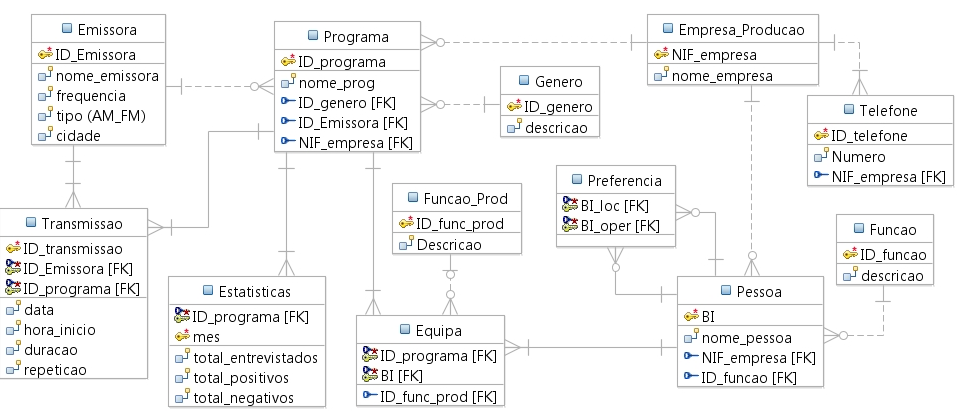 Emissora
ID_Emissora
nome_emissora
frequencia
tipo (AM_FM)
cidade
Programa
ID_programa
nome_prog
ID_genero [FK]
ID_Emissora [FK]
NIF_empresa [FK]
Empresa_Producao
NIF_empresa
nome_empresa
Genero
ID_genero
descricao
Telefone
ID_telefone
Numero
NIF_empresa [FK]
Transmissao
ID_transmissao
ID_Emissora [FK]
ID_programa [FK]
data
hora_inicio
duracao
repeticao
Funcao_Prod
ID_func_prod
Descricao
Preferencia
BI_loc [FK]
BI_oper [FK]
Funcao
ID_funcao
descricao
Estatisticas
ID_programa [FK]
mes
total_entrevistados
total_positivos
total_negativos
Equipa
ID_programa [FK]
BI [FK]
ID_func_prod [FK]
Pessoa
BI
nome_pessoa
NIF_empresa [FK]
ID_funcao [FK]